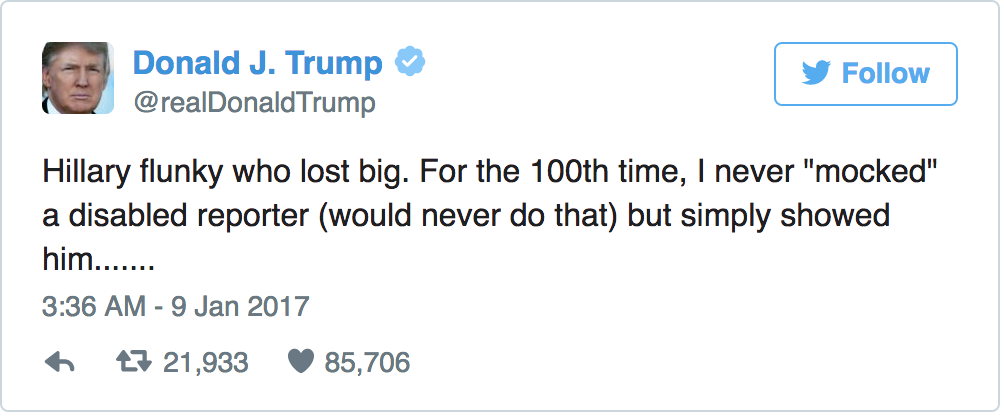 Donald J. Trump
@realDonaldTrump
Follow
Hillary flunky who lost big. For the 100th time, I never "mocked"
a disabled reporter (would never do that) but simply showed
him.......
3:36 AM - 9 Jan 2017
21,933 85,706